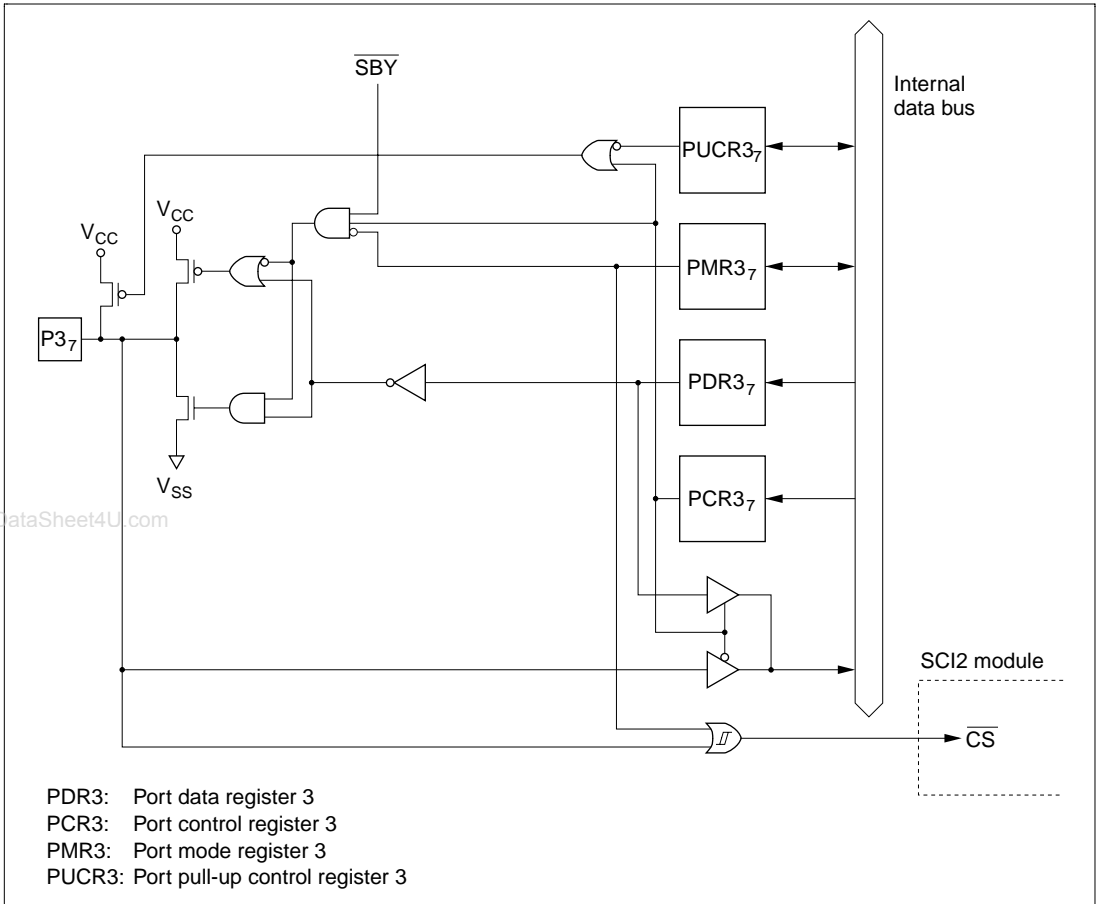 SBY
Internal
data bus
PUCR3₇
V_CC
V_CC
PMR3₇
P3₇
PDR3₇
V_SS
PCR3₇
DataSheet4U.com
SCI2 module
CS
PDR3: Port data register 3
PCR3: Port control register 3
PMR3: Port mode register 3
PUCR3: Port pull-up control register 3